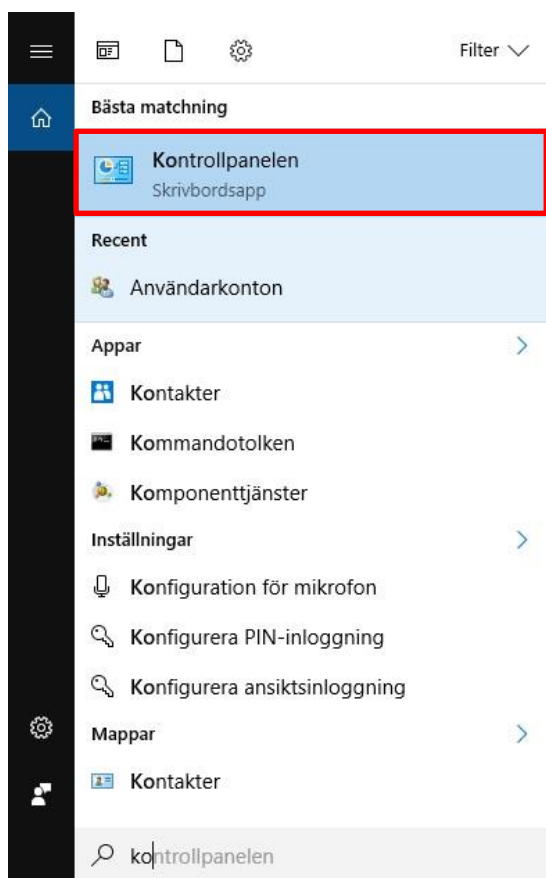 Filter
Bästa matchning
Kontrollpanelen
Skrivbordsapp
Recent
Användarkonton
Appar
Kontakter
Kommandotolken
Komponenttjänster
Inställningar
Konfiguration för mikrofon
Konfigurera PIN-inloggning
Konfigurera ansiktsinloggning
Mappar
Kontakter
kontrollpanelen